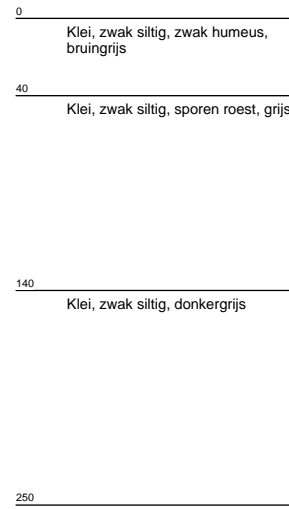 0
Klei, zwak siltig, zwak humeus,
bruingrijs
40
Klei, zwak siltig, sporen roest, grijs
140
Klei, zwak siltig, donkergrijs
250